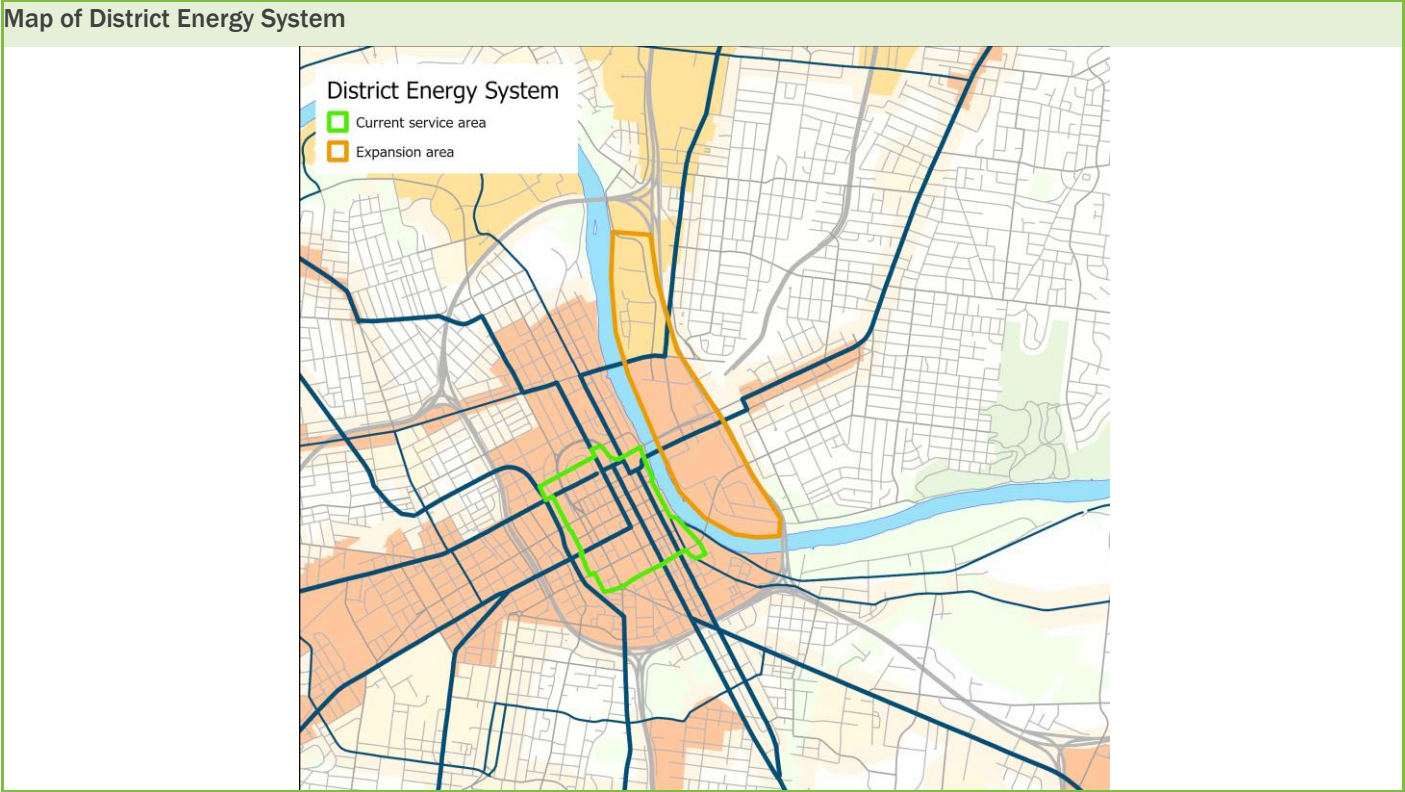 Map of District Energy System
District Energy System
Current service area
Expansion area